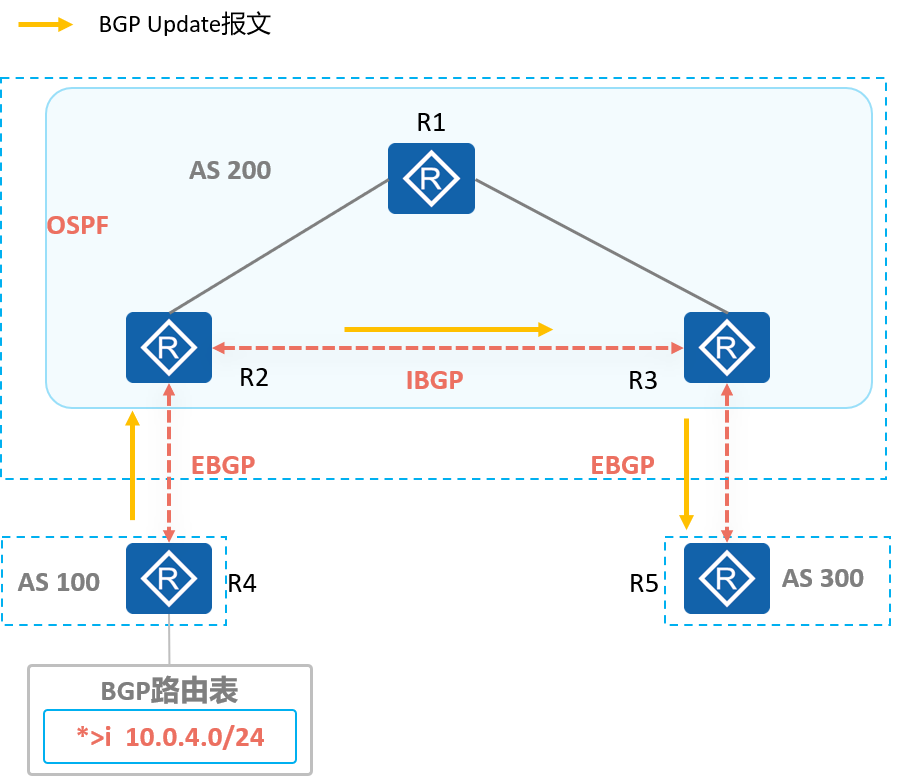 BGP Update报文
R1
AS 200
OSPF
R
R
R
R2
IBGP
R3
EBGP
EBGP
AS 100
R
R4
R5
R
AS 300
BGP路由表
*>i 10.0.4.0/24